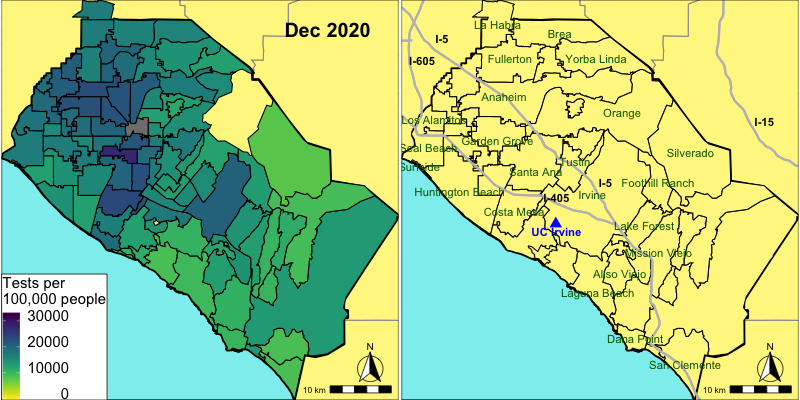 Dec 2020
Tests per
100,000 people
30000
20000
10000
0
N
10 km
La Habra
Brea
I-5
I-605
Fullerton
Yorba Linda
Anaheim
Orange
Los Alamitos
I-15
Garden Grove
Seal Beach
Silverado
Sunside
Tustin
Santa Ana
I-5
Foothill Ranch
Huntington Beach
Irvine
I-405
Costa Mesa
UC Irvine
Lake Forest
Mission Viejo
Aliso Viejo
Laguna Beach
Dana Point
San Clemente
N
10 km